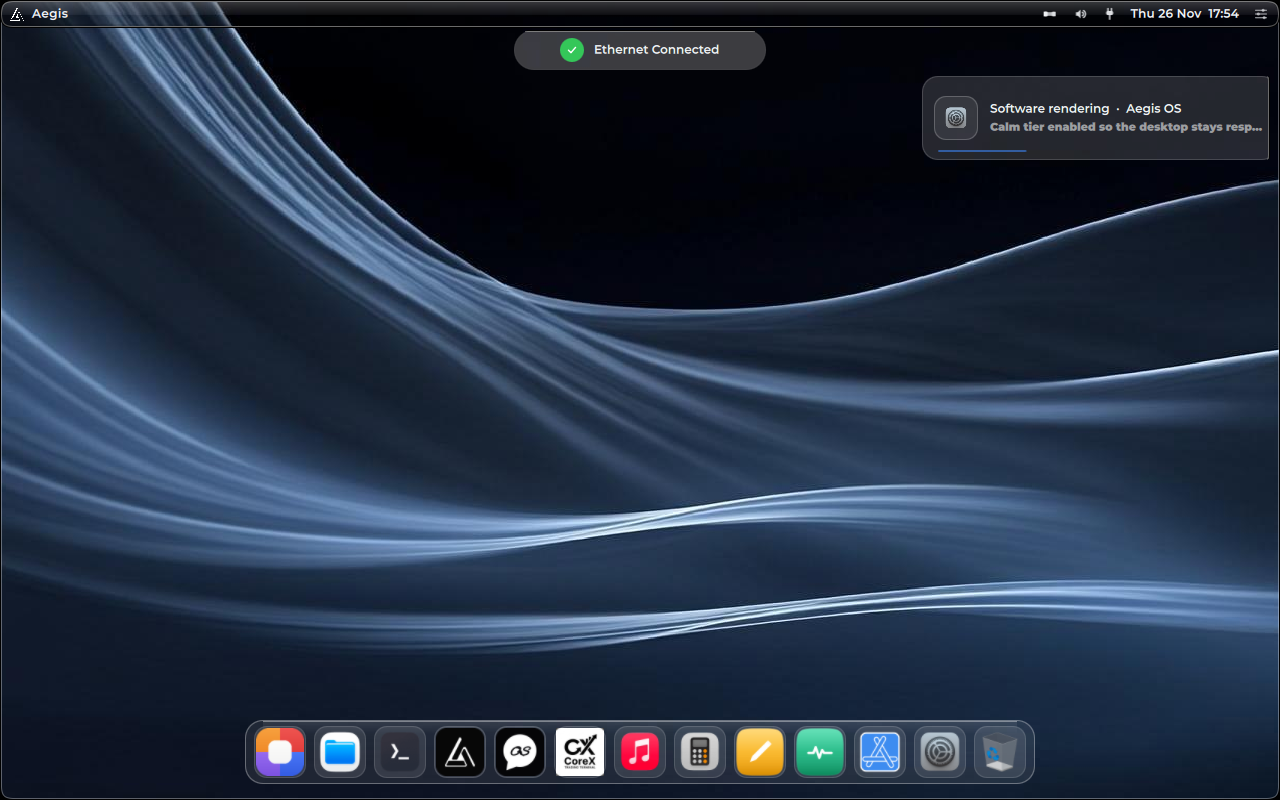 Aegis
Thu 26 Nov 17:54
Ethernet Connected
Software rendering · Aegis OS
Calm tier enabled so the desktop stays resp...
as
CX
CoreX